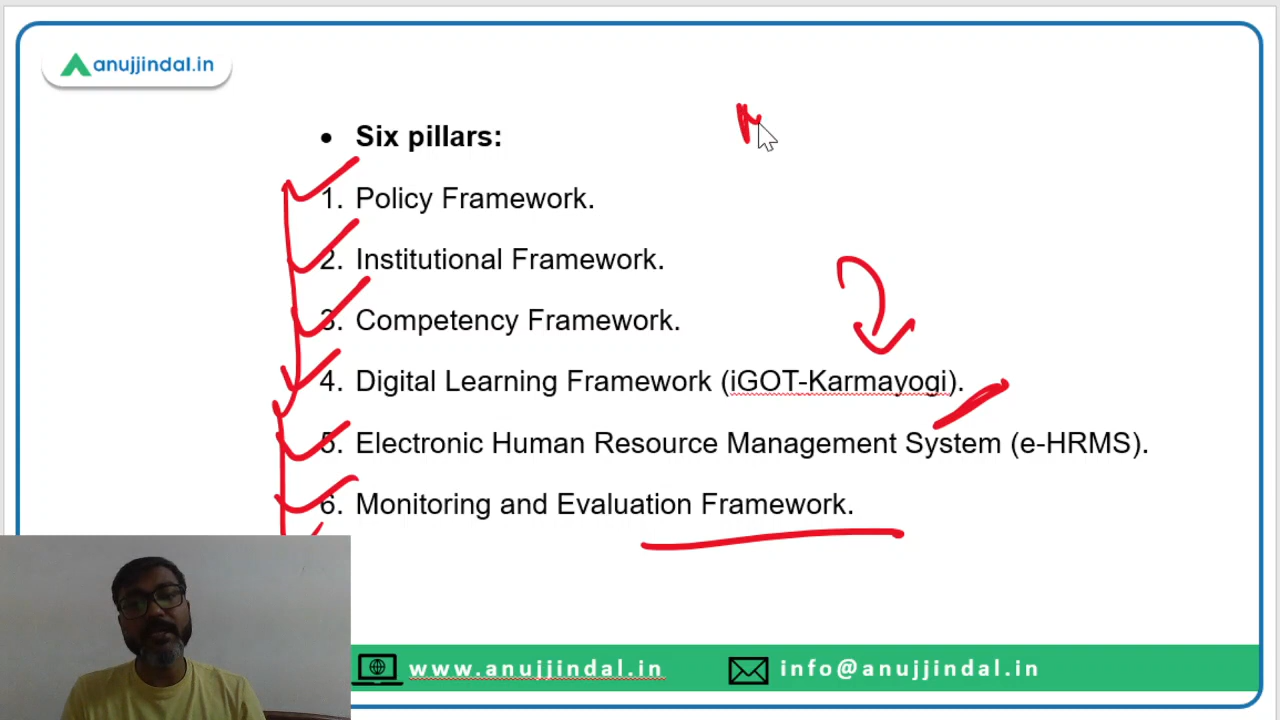 anujjindal.in
• Six pillars:
1. Policy Framework.
2. Institutional Framework.
3. Competency Framework.
4. Digital Learning Framework (iGOT-Karmayogi).
5. Electronic Human Resource Management System (e-HRMS).
6. Monitoring and Evaluation Framework.
www.anujjindal.in info@anujjindal.in